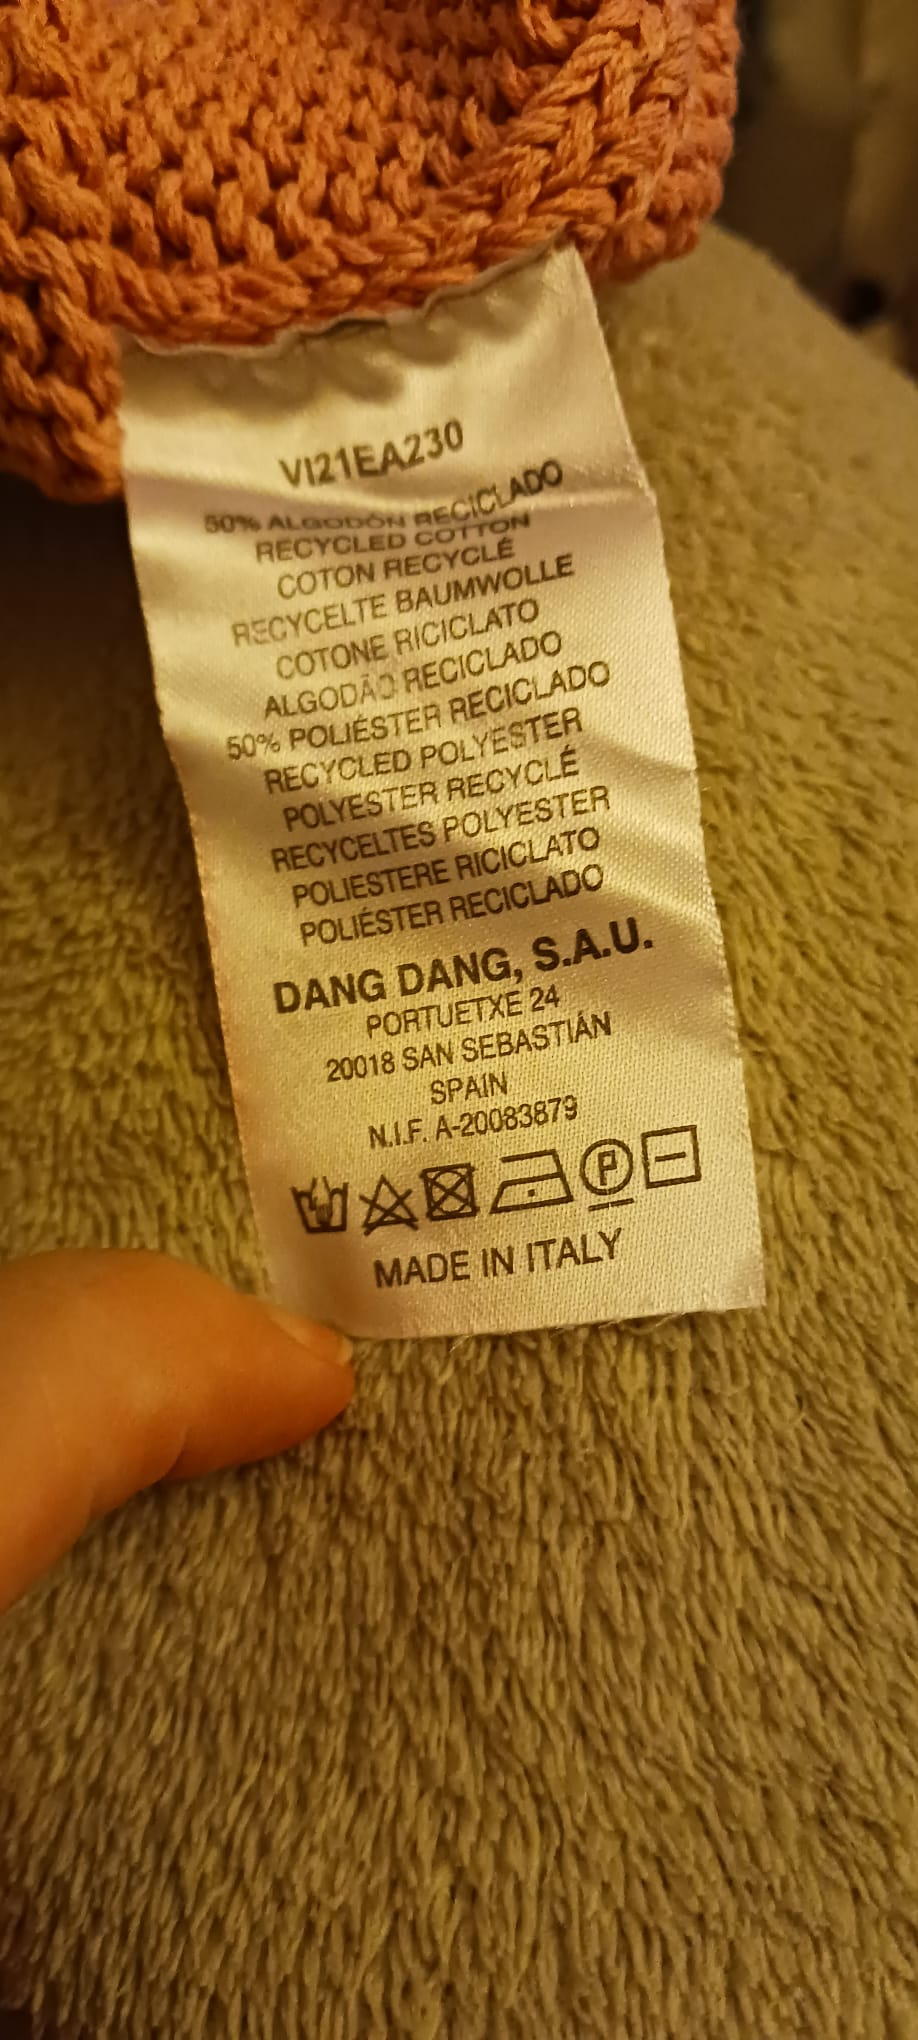 VI21EA230
50% ALGODÓN RECICLADO
RECYCLED COTTON
COTON RECYCLÉ
RECYCELTE BAUMWOLLE
COTONE RICICLATO
ALGODÃO RECICLADO
50% POLIÉSTER RECICLADO
RECYCLED POLYESTER
POLYESTER RECYCLÉ
RECYCELTES POLYESTER
POLIESTERE RICICLATO
POLIÉSTER RECICLADO
DANG DANG, S.A.U.
PORTUETXE 24
20018 SAN SEBASTIÁN
SPAIN
N.I.F. A-20083879
P
MADE IN ITALY